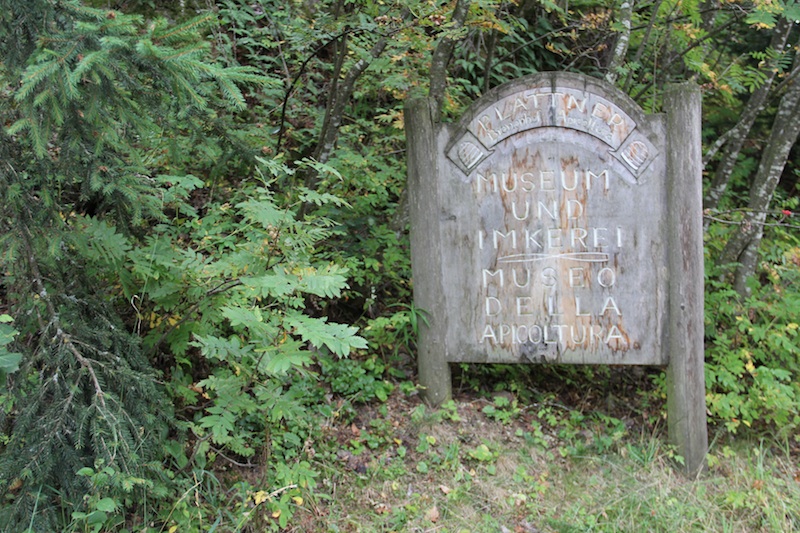 PLATTNER
MUSEUM
UND
IMKEREI
MUSEO
DELLA
APICOLTURA